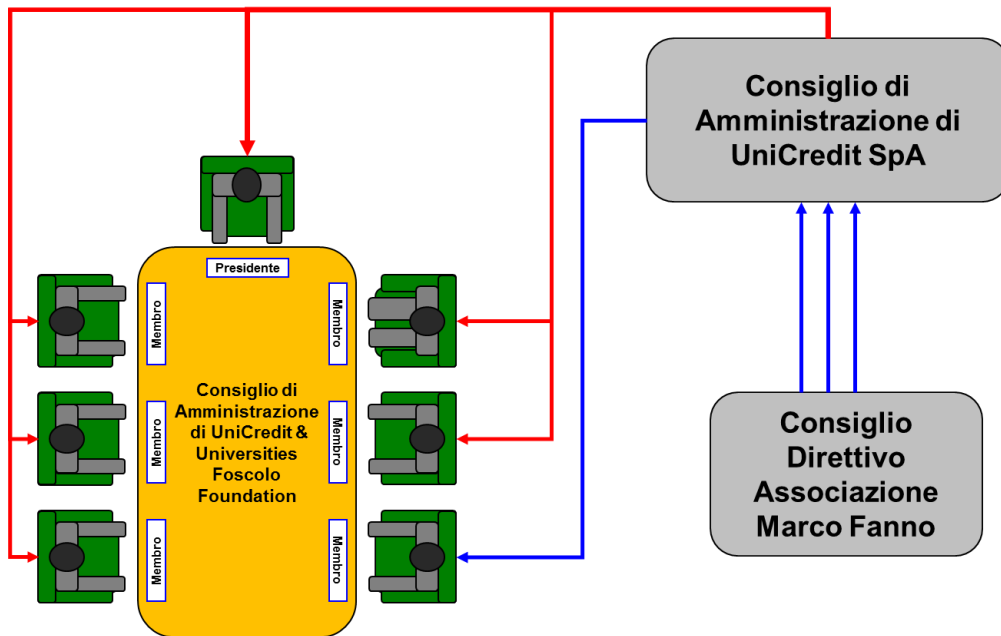 Consiglio di
Amministrazione di
UniCredit SpA
Presidente
Membro
Membro
Membro
Membro
Membro
Membro
Consiglio di
Amministrazione
di UniCredit &
Universities
Foscolo
Foundation
Consiglio
Direttivo
Associazione
Marco Fanno